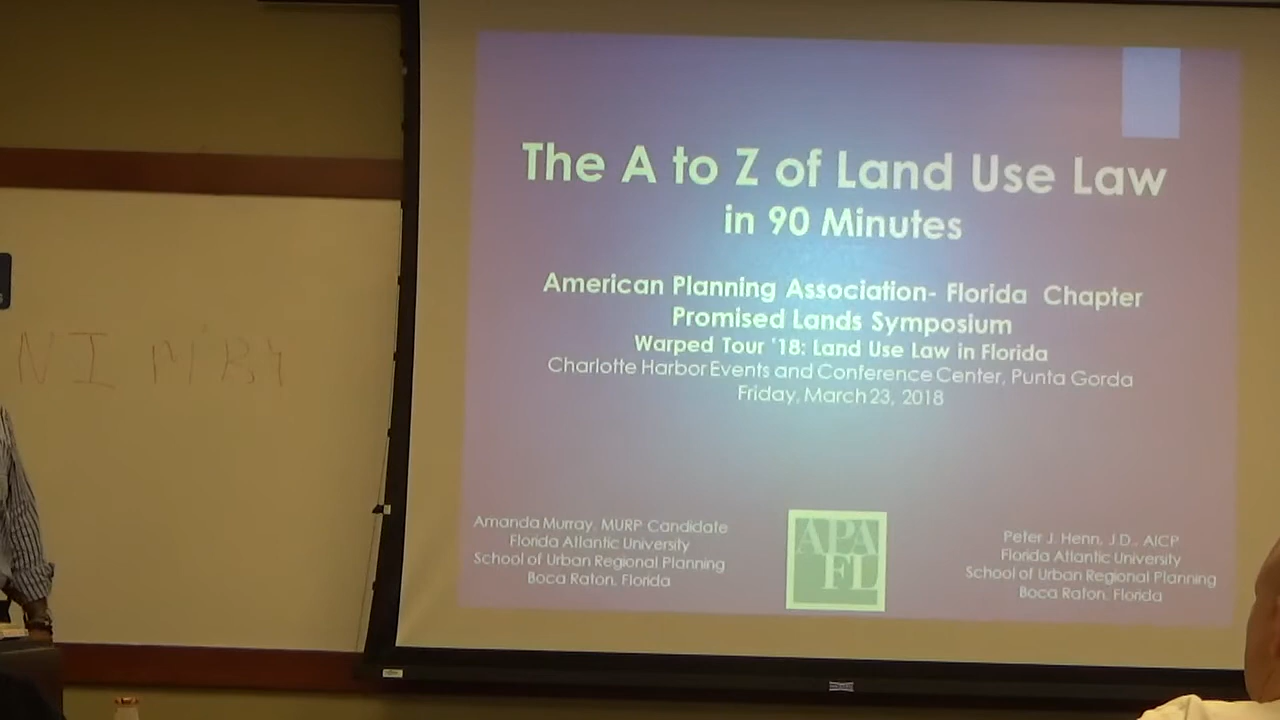 The A to Z of Land Use Law
in 90 Minutes
American Planning Association- Florida Chapter
Promised Lands Symposium
Warped Tour '18: Land Use Law in Florida
Charlotte Harbor Events and Conference Center, Punta Gorda
Friday, March 23, 2018
Amanda Murray, MURP Candidate
Florida Atlantic University
School of Urban Regional Planning
Boca Raton, Florida
APA
FL
Peter J. Henn, J.D., AICP
Florida Atlantic University
School of Urban Regional Planning
Boca Raton, Florida